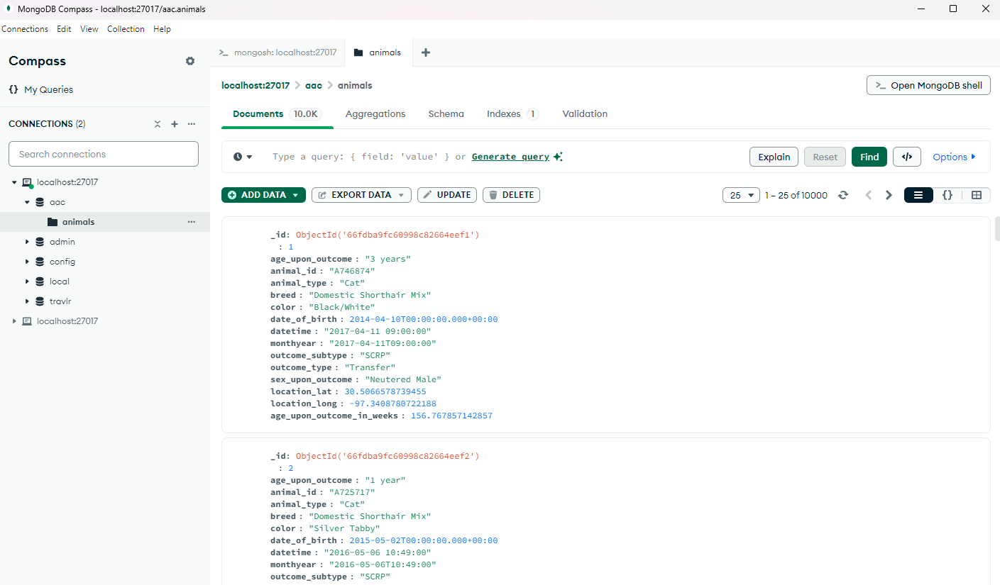 MongoDB Compass - localhost:27017/aac.animals
Connections Edit View Collection Help
Compass
{} My Queries
CONNECTIONS (2)
Search connections
localhost:27017
aac
animals
admin
config
local
travlr
localhost:27017
>_ mongosh: localhost:27017
animals
localhost:27017 > aac > animals
>_ Open MongoDB shell
Documents 10.0K Aggregations Schema Indexes 1 Validation
Type a query: { field: 'value' } or Generate query
Explain Reset Find </> Options
ADD DATA EXPORT DATA UPDATE DELETE
25 1 – 25 of 10000 {}
_id: ObjectId('66fdba9fc60998c82664eef1')
: 1
age_upon_outcome : "3 years"
animal_id : "A746874"
animal_type : "Cat"
breed : "Domestic Shorthair Mix"
color : "Black/White"
date_of_birth : 2014-04-10T00:00:00.000+00:00
datetime : "2017-04-11 09:00:00"
monthyear : "2017-04-11T09:00:00"
outcome_subtype : "SCRP"
outcome_type : "Transfer"
sex_upon_outcome : "Neutered Male"
location_lat : 30.5066578739455
location_long : -97.3408780722188
age_upon_outcome_in_weeks : 156.767857142857
_id: ObjectId('66fdba9fc60998c82664eef2')
: 2
age_upon_outcome : "1 year"
animal_id : "A725717"
animal_type : "Cat"
breed : "Domestic Shorthair Mix"
color : "Silver Tabby"
date_of_birth : 2015-05-02T00:00:00.000+00:00
datetime : "2016-05-06 10:49:00"
monthyear : "2016-05-06T10:49:00"
outcome_subtype : "SCRP"